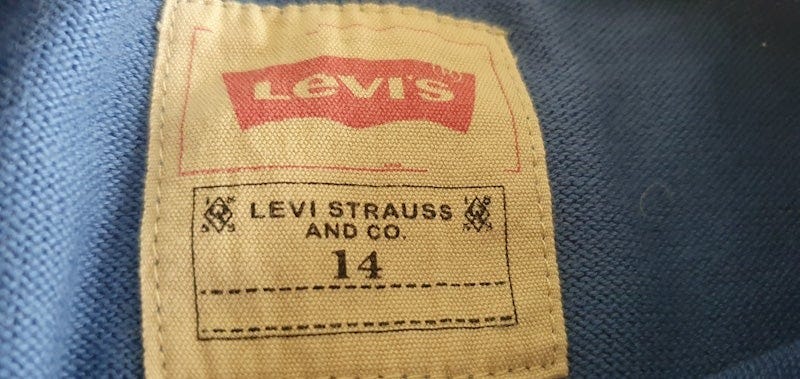 Levi's
LEVI STRAUSS
AND CO.
14